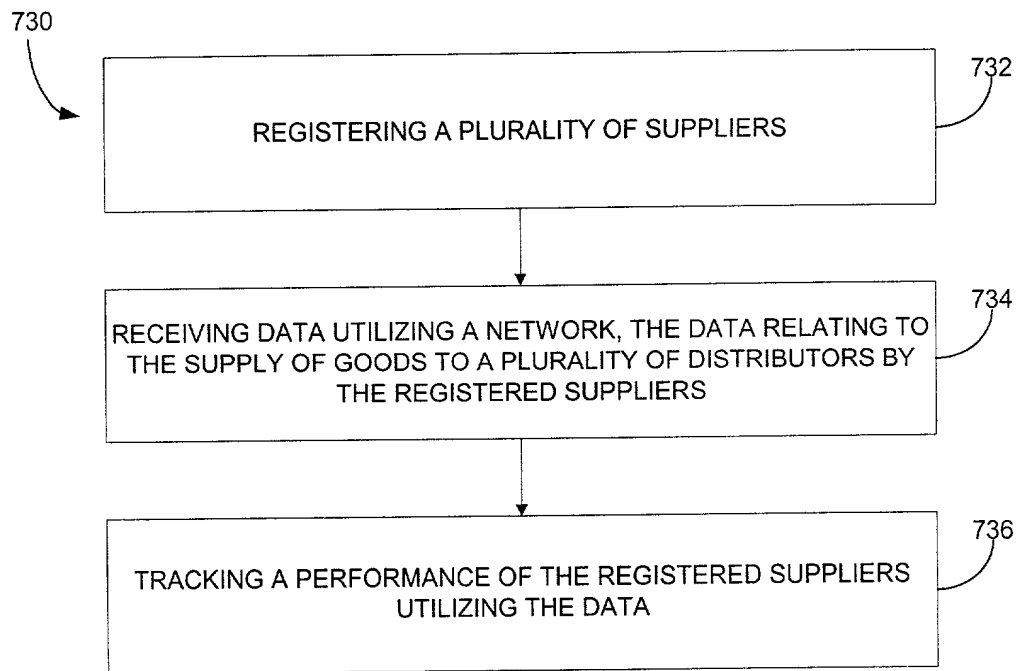 730
732
REGISTERING A PLURALITY OF SUPPLIERS
734
RECEIVING DATA UTILIZING A NETWORK, THE DATA RELATING TO
THE SUPPLY OF GOODS TO A PLURALITY OF DISTRIBUTORS BY
THE REGISTERED SUPPLIERS
736
TRACKING A PERFORMANCE OF THE REGISTERED SUPPLIERS
UTILIZING THE DATA